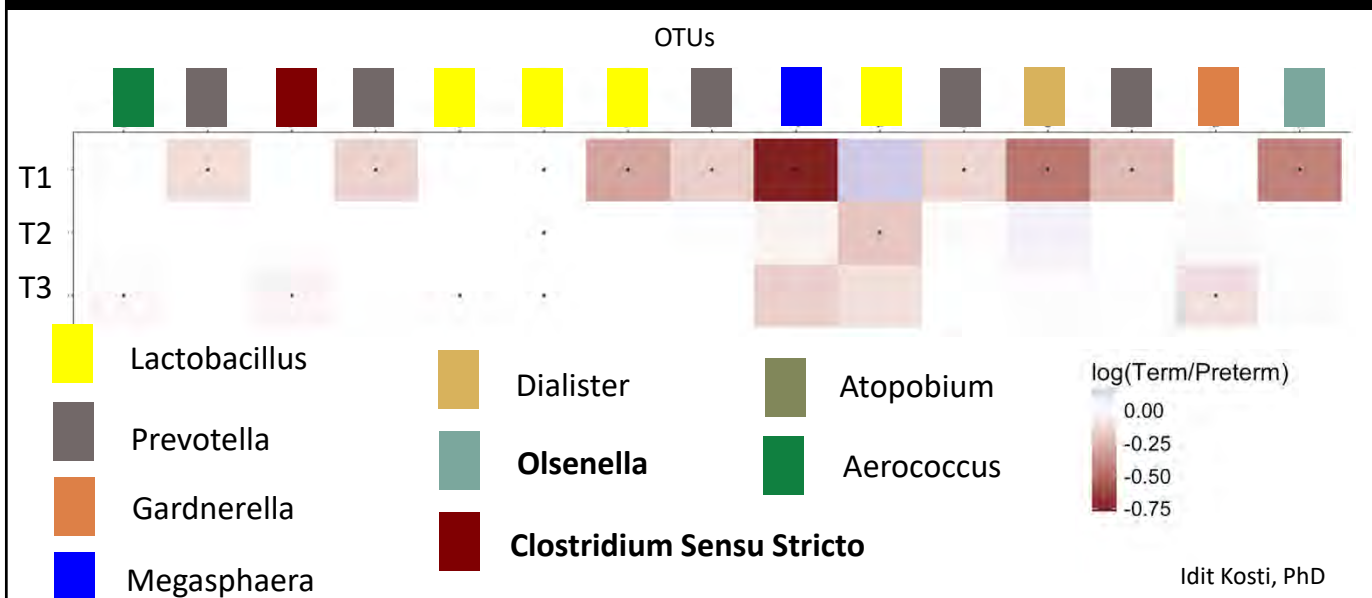 OTUs
T1
T2
T3
Lactobacillus
Prevotella
Gardnerella
Megasphaera
Dialister
Olsenella
Clostridium Sensu Stricto
Atopobium
Aerococcus
log(Term/Preterm)
0.00
-0.25
-0.50
-0.75
Idit Kosti, PhD